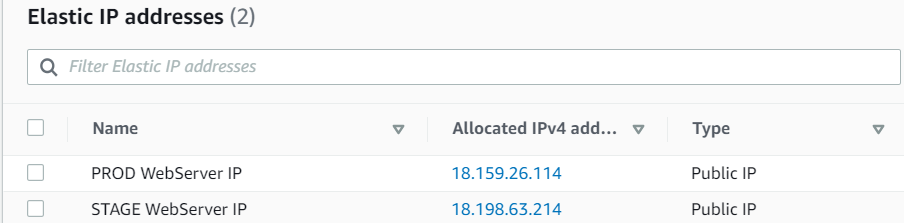 Elastic IP addresses (2)
Filter Elastic IP addresses
Name Allocated IPv4 add... Type
PROD WebServer IP 18.159.26.114 Public IP
STAGE WebServer IP 18.198.63.214 Public IP